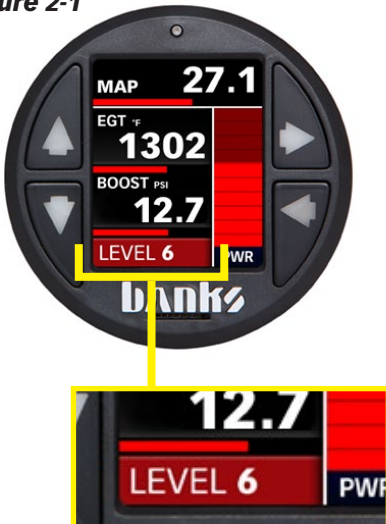 ure 2-1
MAP 27.1
EGT °F
1302
BOOST PSI
12.7
LEVEL 6
PWR
banks
12.7
LEVEL 6
PWR